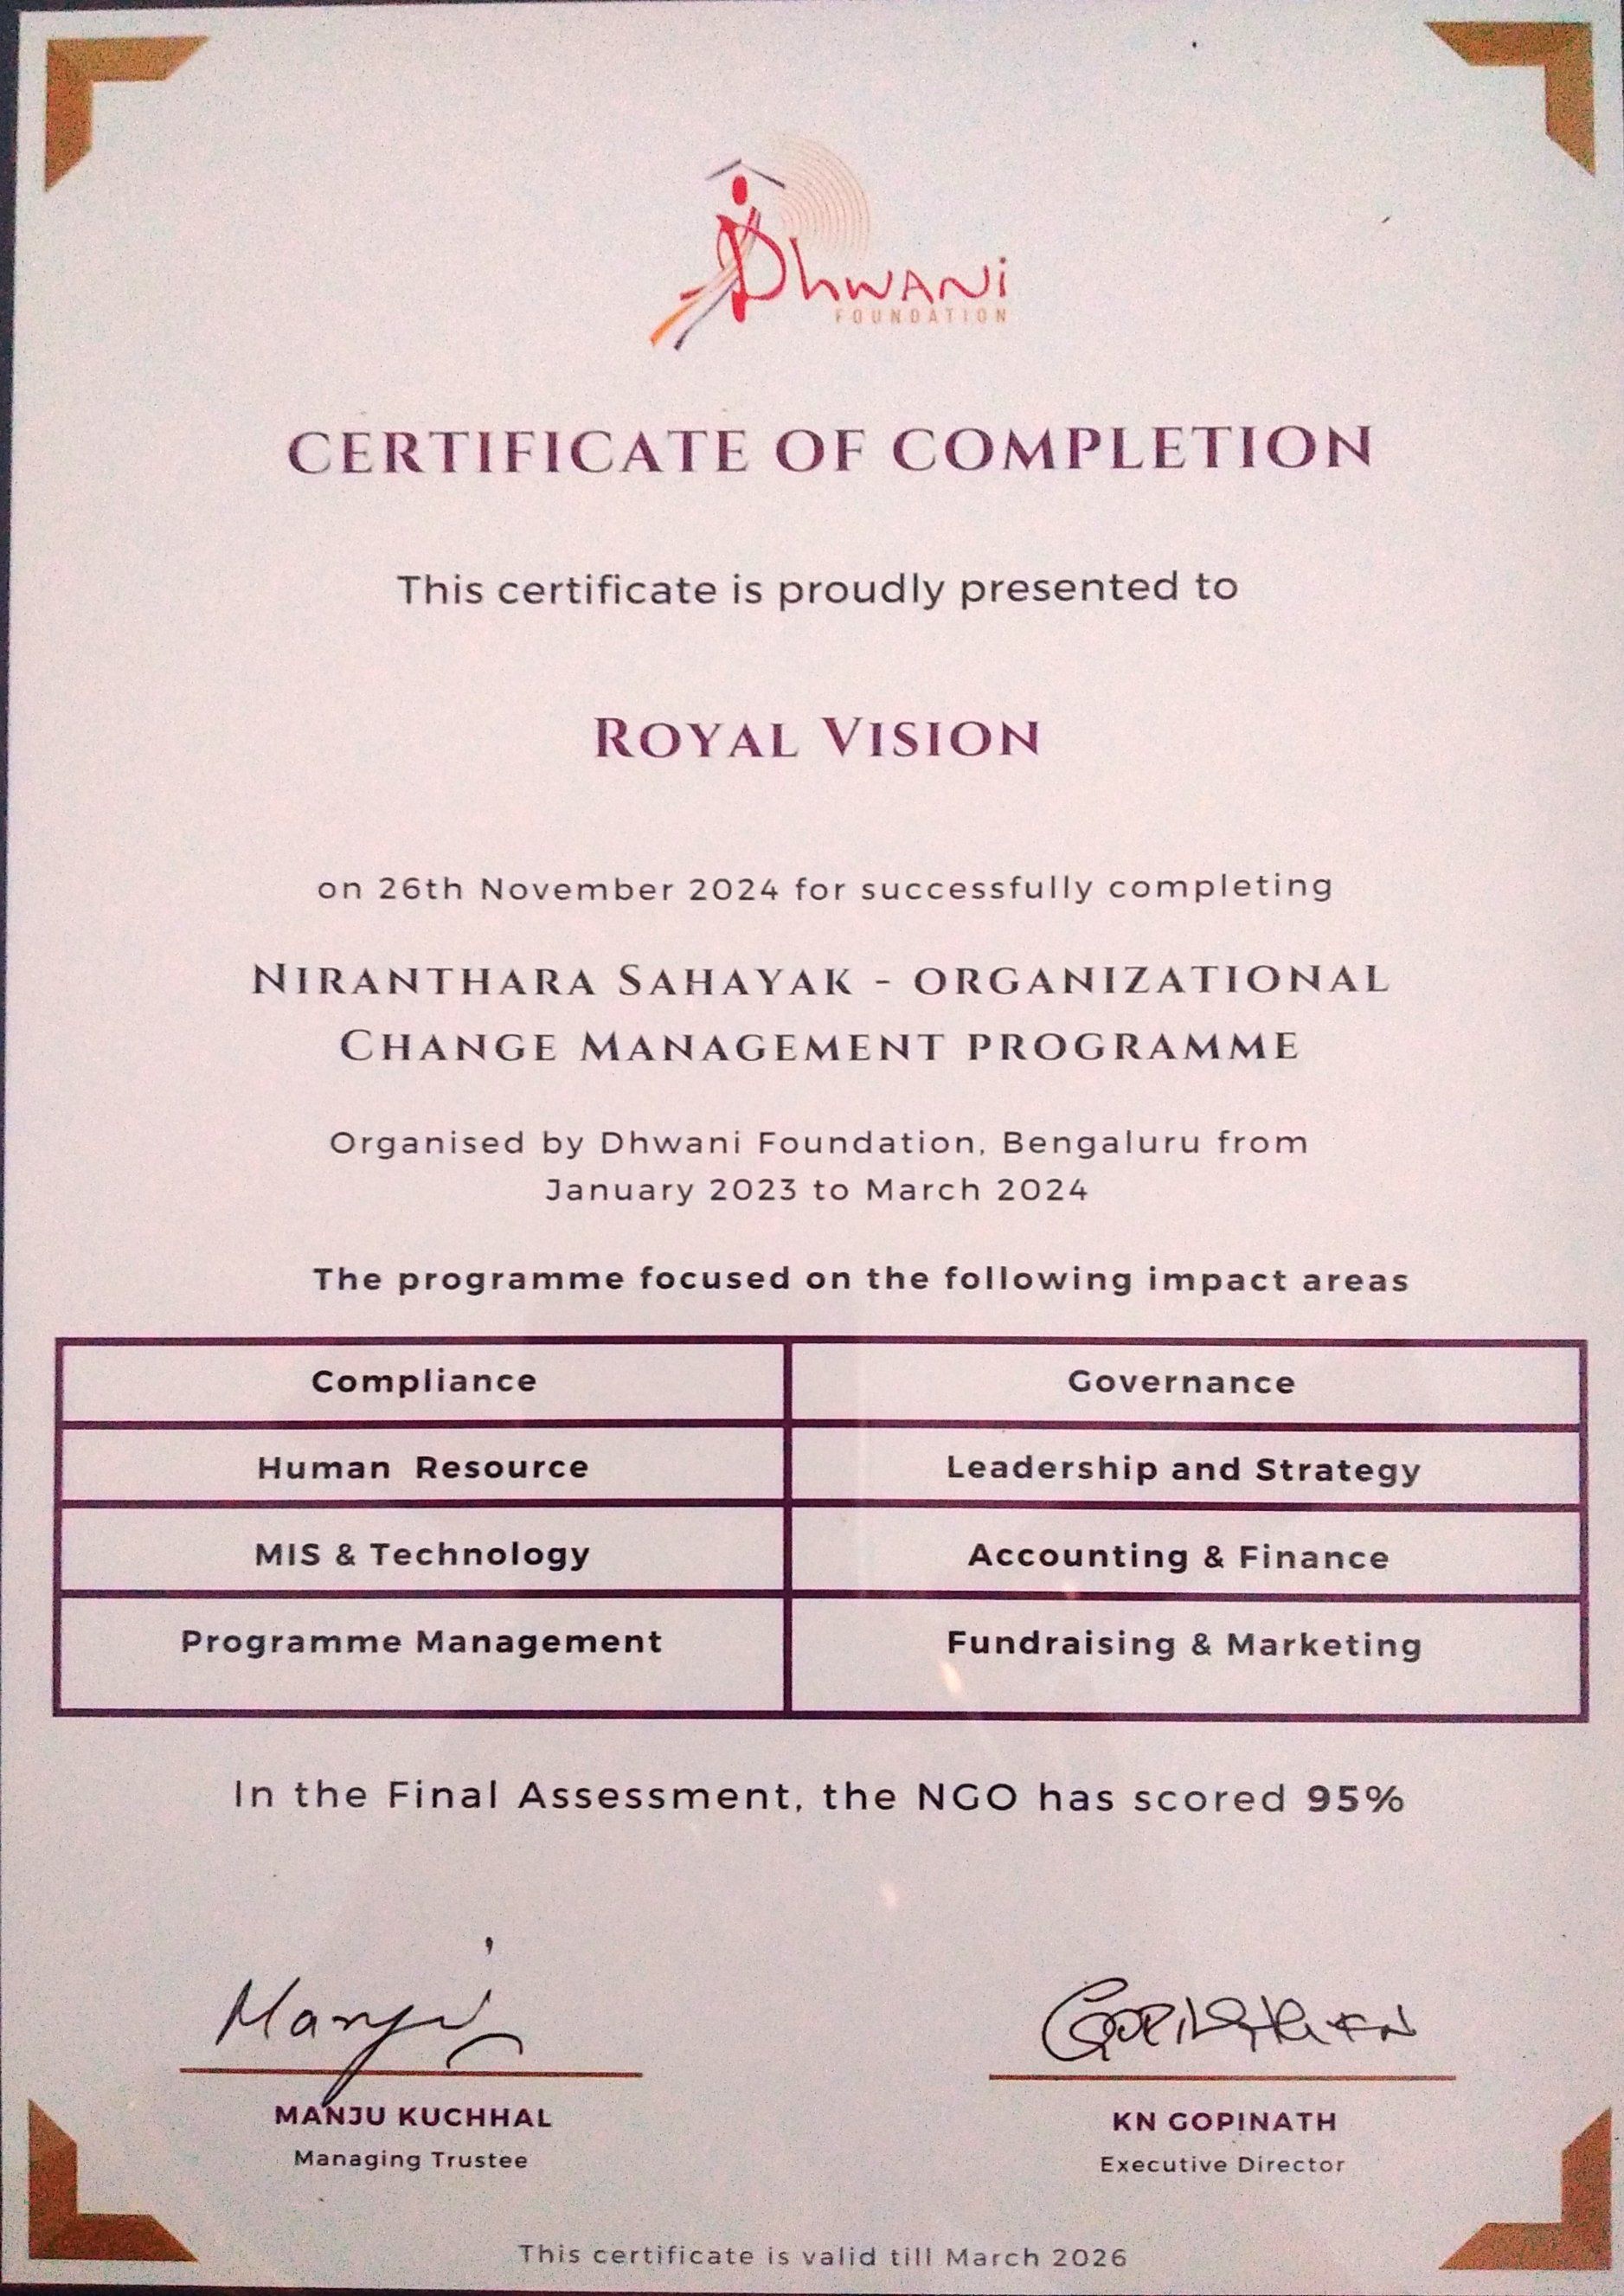 Dhwani
FOUNDATION
CERTIFICATE OF COMPLETION
This certificate is proudly presented to
ROYAL VISION
on 26th November 2024 for successfully completing
NIRANTHARA SAHAYAK - ORGANIZATIONAL
CHANGE MANAGEMENT PROGRAMME
Organised by Dhwani Foundation, Bengaluru from
January 2023 to March 2024
The programme focused on the following impact areas
Compliance Governance
Human Resource Leadership and Strategy
MIS & Technology Accounting & Finance
Programme Management Fundraising & Marketing
In the Final Assessment, the NGO has scored 95%
Manju GopinathKN
MANJU KUCHHAL KN GOPINATH
Managing Trustee Executive Director
This certificate is valid till March 2026